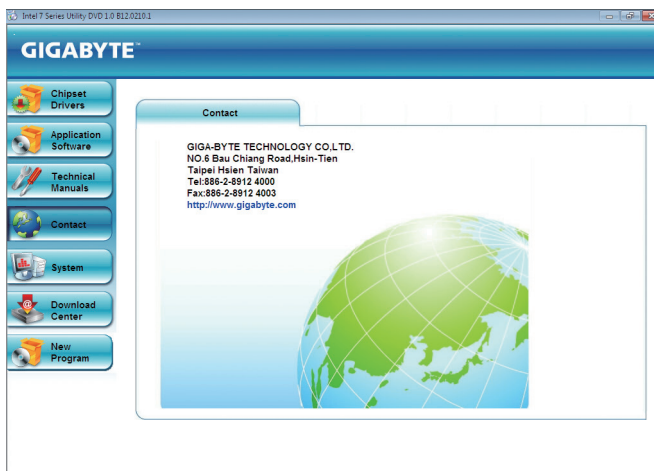 Intel 7 Series Utility DVD 1.0 B12.0210.1
GIGABYTE™
Chipset
Drivers
Application
Software
Technical
Manuals
Contact
System
Download
Center
New
Program
Contact
GIGA-BYTE TECHNOLOGY CO,LTD.
NO.6 Bau Chiang Road,Hsin-Tien
Taipei Hsien Taiwan
Tel:886-2-8912 4000
Fax:886-2-8912 4003
http://www.gigabyte.com